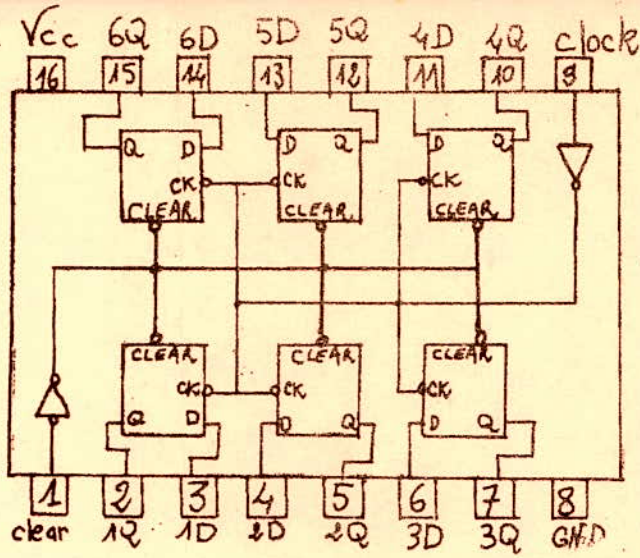 Vcc 6Q 6D 5D 5Q 4D 4Q clock
16 15 14 13 12 11 10 9
Q D D Q D Q
CK CK CK
CLEAR CLEAR CLEAR
CLEAR CLEAR CLEAR
CK CK CK
Q D D Q D Q
1 2 3 4 5 6 7 8
clear 1Q 1D 2D 2Q 3D 3Q GND